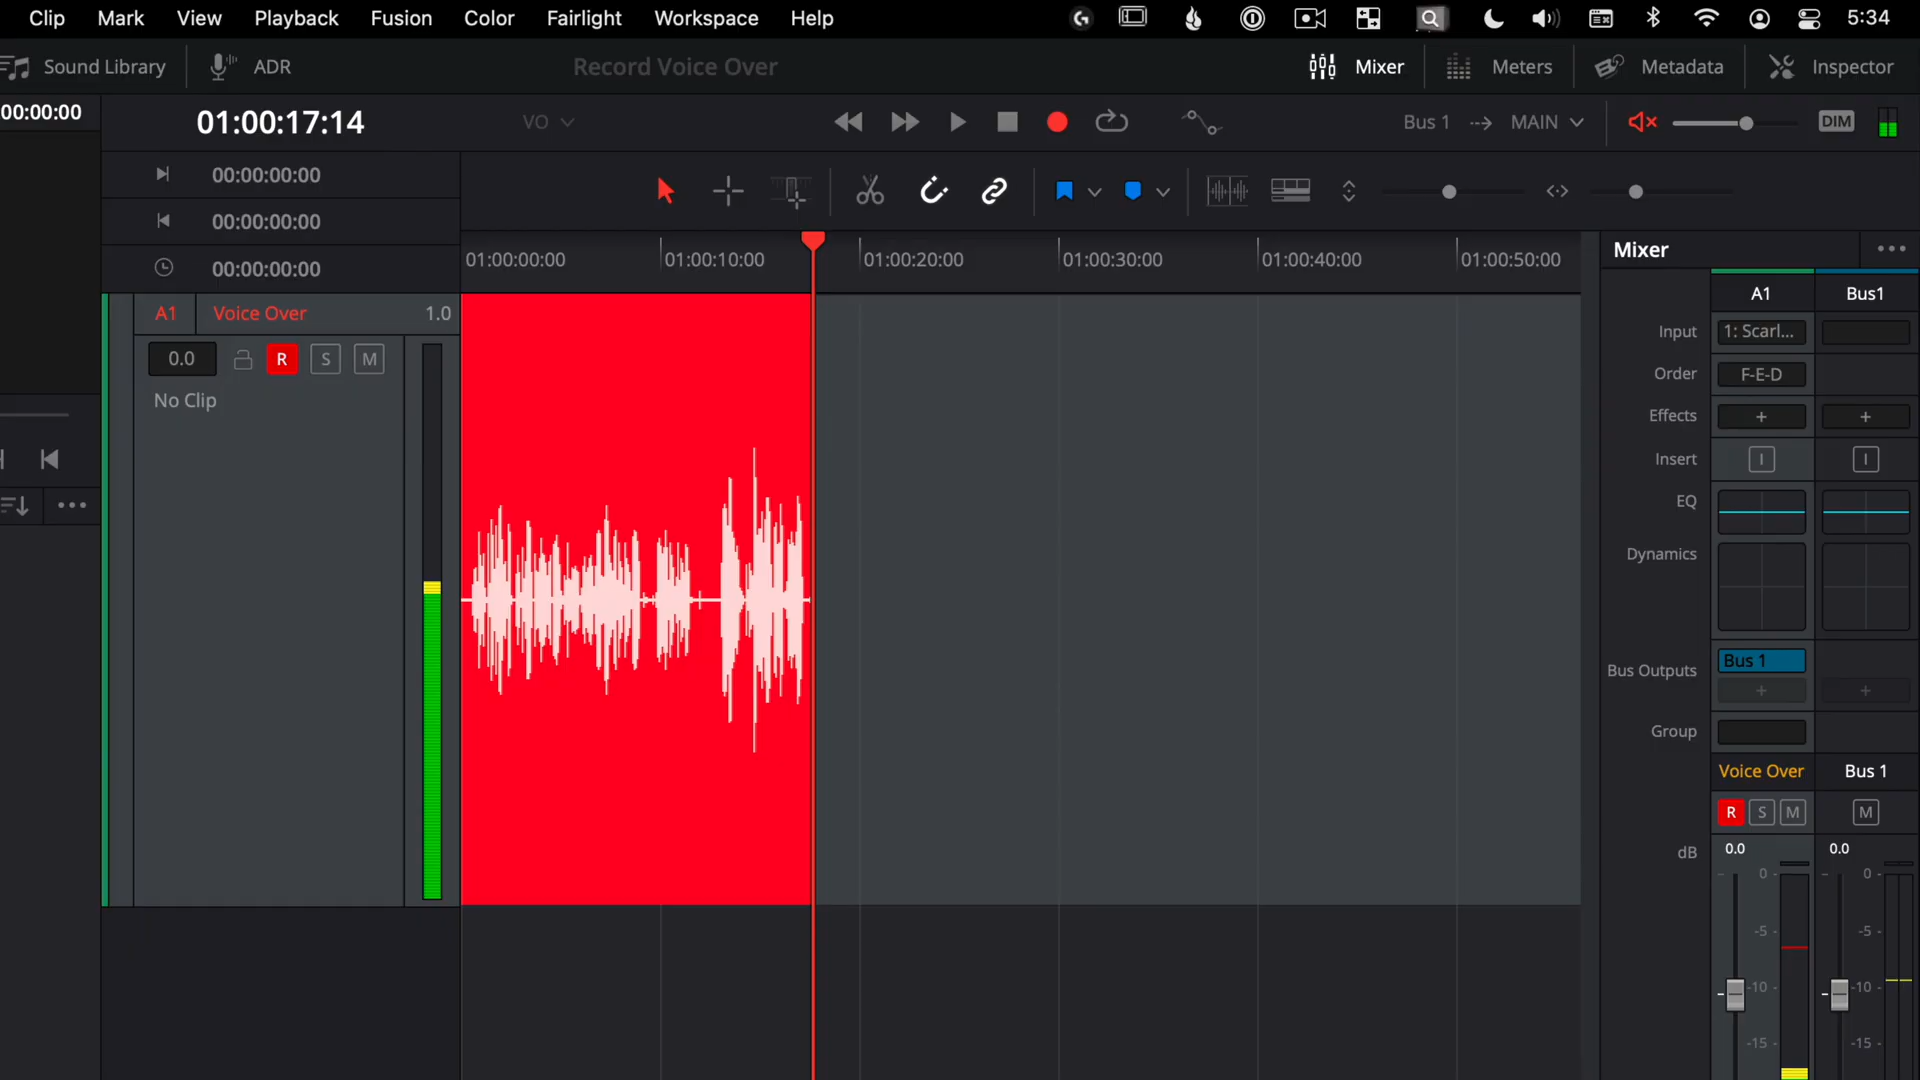 Clip Mark View Playback Fusion Color Fairlight Workspace Help 5:34
Sound Library ADR Record Voice Over Mixer Meters Metadata Inspector
00:00:00 01:00:17:14 VO Bus 1 MAIN DIM
00:00:00:00
00:00:00:00
00:00:00:00
01:00:00:00 01:00:10:00 01:00:20:00 01:00:30:00 01:00:40:00 01:00:50:00
Mixer
A1 Bus1
A1 Voice Over 1.0
Input 1: Scarl...
0.0 R S M
Order F-E-D
No Clip
Effects + +
Insert I I
EQ
Dynamics
Bus 1
Bus Outputs
+ +
Group
Voice Over Bus 1
R S M M
dB 0.0 0.0
0- 0-
-5- -5-
-10- -10-
-15- -15-